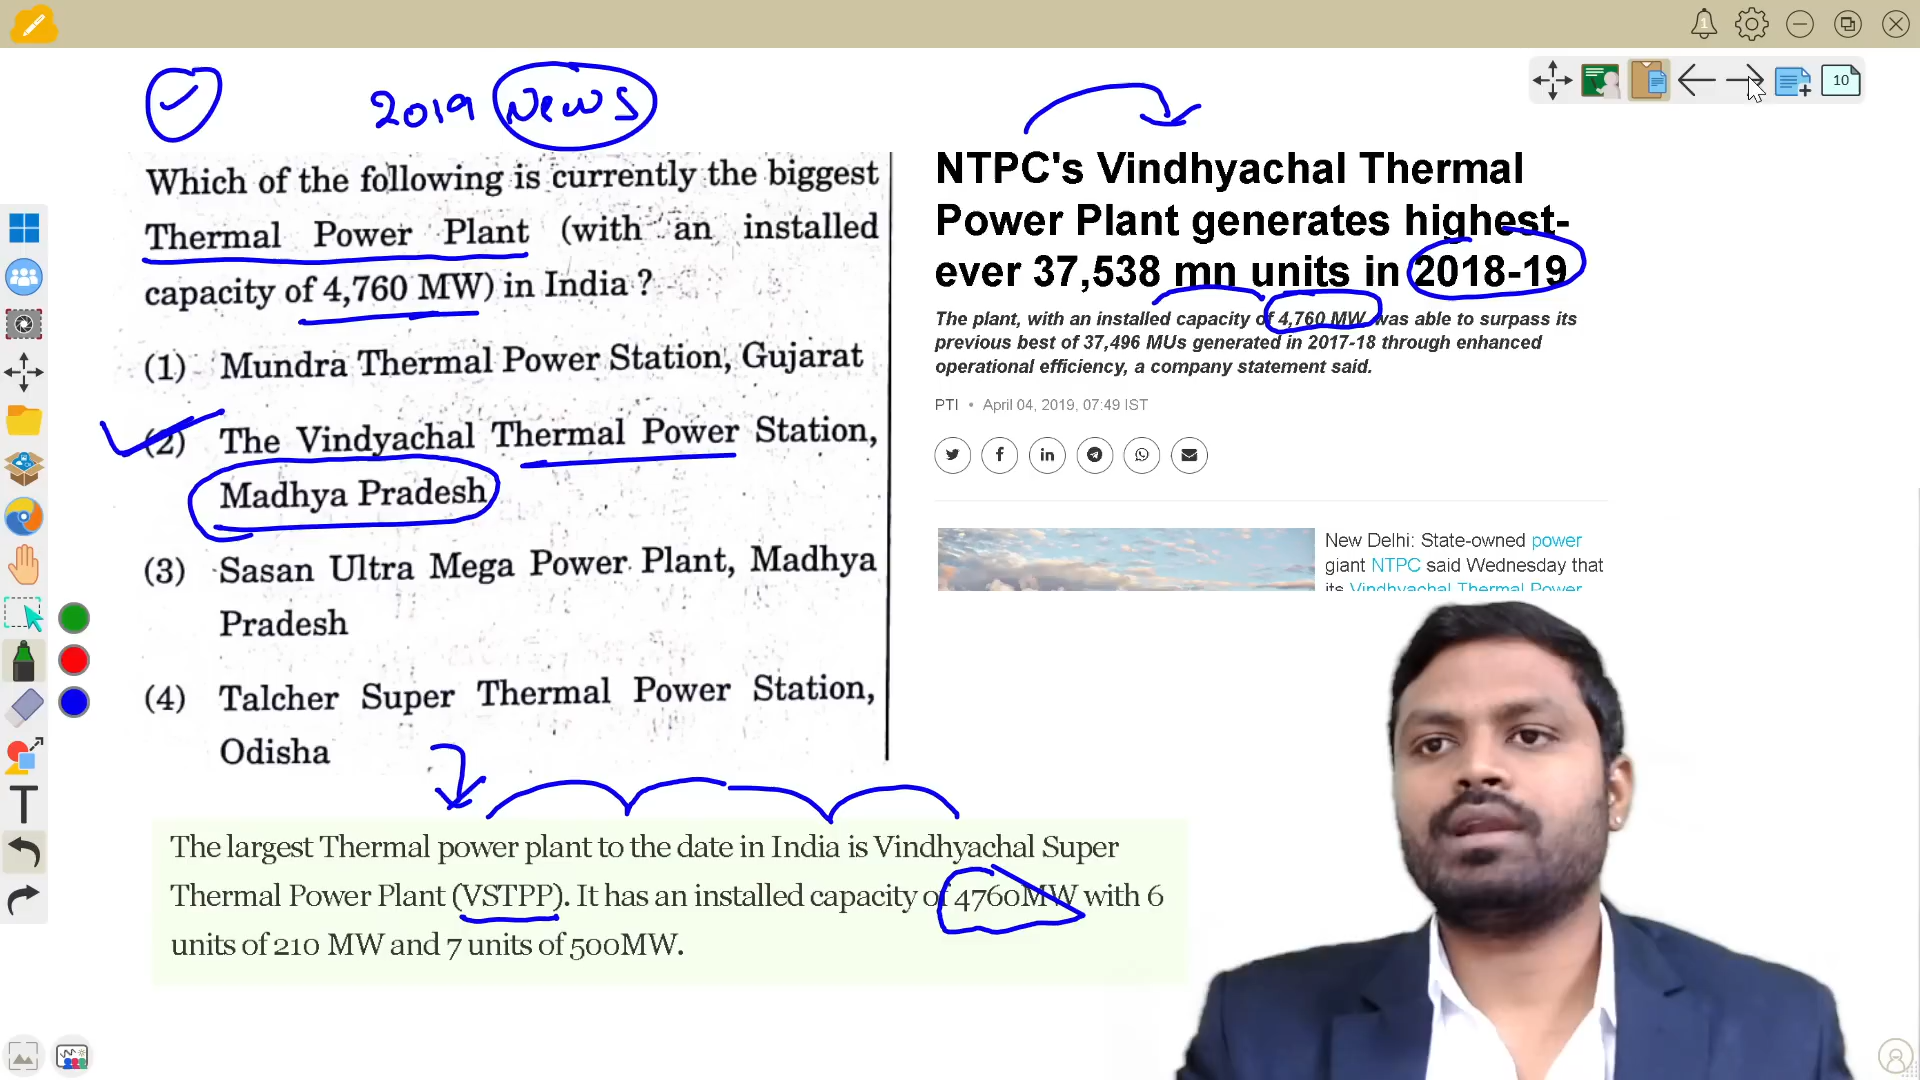 10
2019 News
Which of the following is currently the biggest
Thermal Power Plant (with an installed
capacity of 4,760 MW) in India ?
(1) Mundra Thermal Power Station, Gujarat
(2) The Vindyachal Thermal Power Station,
Madhya Pradesh
(3) Sasan Ultra Mega Power Plant, Madhya
Pradesh
(4) Talcher Super Thermal Power Station,
Odisha
NTPC's Vindhyachal Thermal
Power Plant generates highest-
ever 37,538 mn units in 2018-19
The plant, with an installed capacity of 4,760 MW, was able to surpass its
previous best of 37,496 MUs generated in 2017-18 through enhanced
operational efficiency, a company statement said.
PTI • April 04, 2019, 07:49 IST
New Delhi: State-owned power
giant NTPC said Wednesday that
its Vindhyachal Thermal Power
The largest Thermal power plant to the date in India is Vindhyachal Super
Thermal Power Plant (VSTPP). It has an installed capacity of 4760MW with 6
units of 210 MW and 7 units of 500MW.